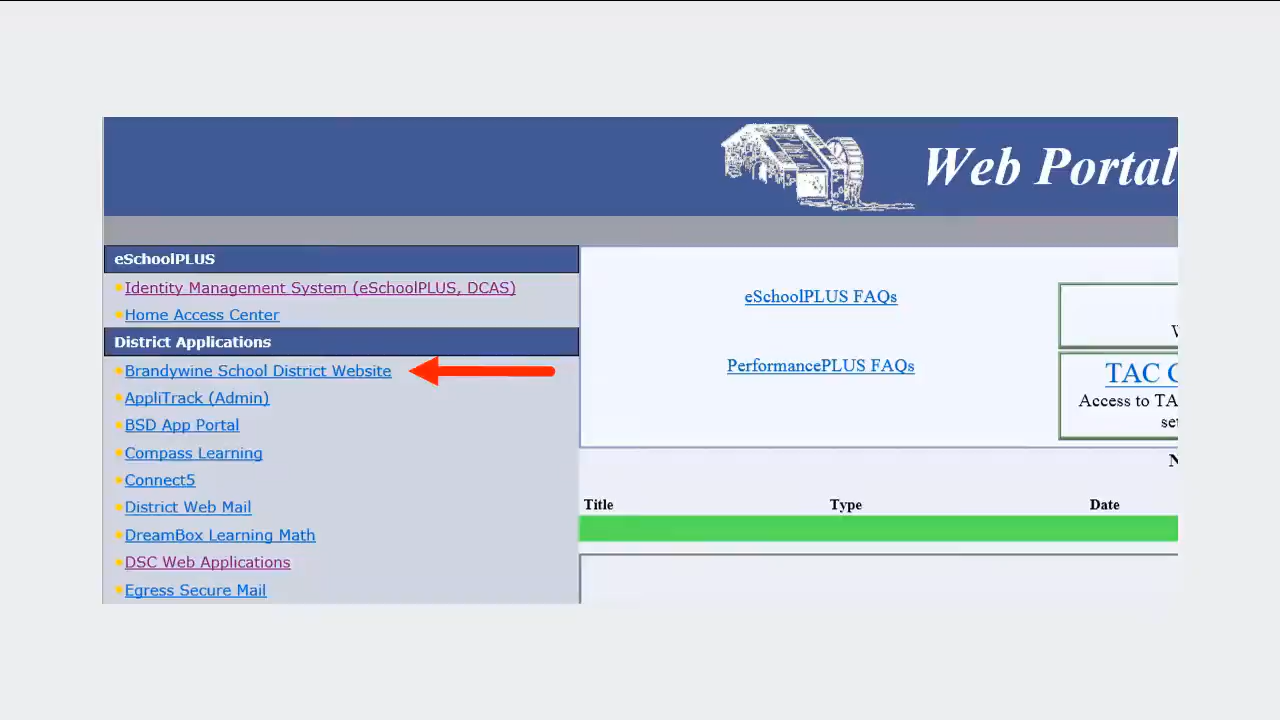 Web Portal
eSchoolPLUS
Identity Management System (eSchoolPLUS, DCAS)
Home Access Center
District Applications
Brandywine School District Website
AppliTrack (Admin)
BSD App Portal
Compass Learning
Connect5
District Web Mail
DreamBox Learning Math
DSC Web Applications
Egress Secure Mail
eSchoolPLUS FAQs
PerformancePLUS FAQs
TAC
Access to TA
Title Type Date